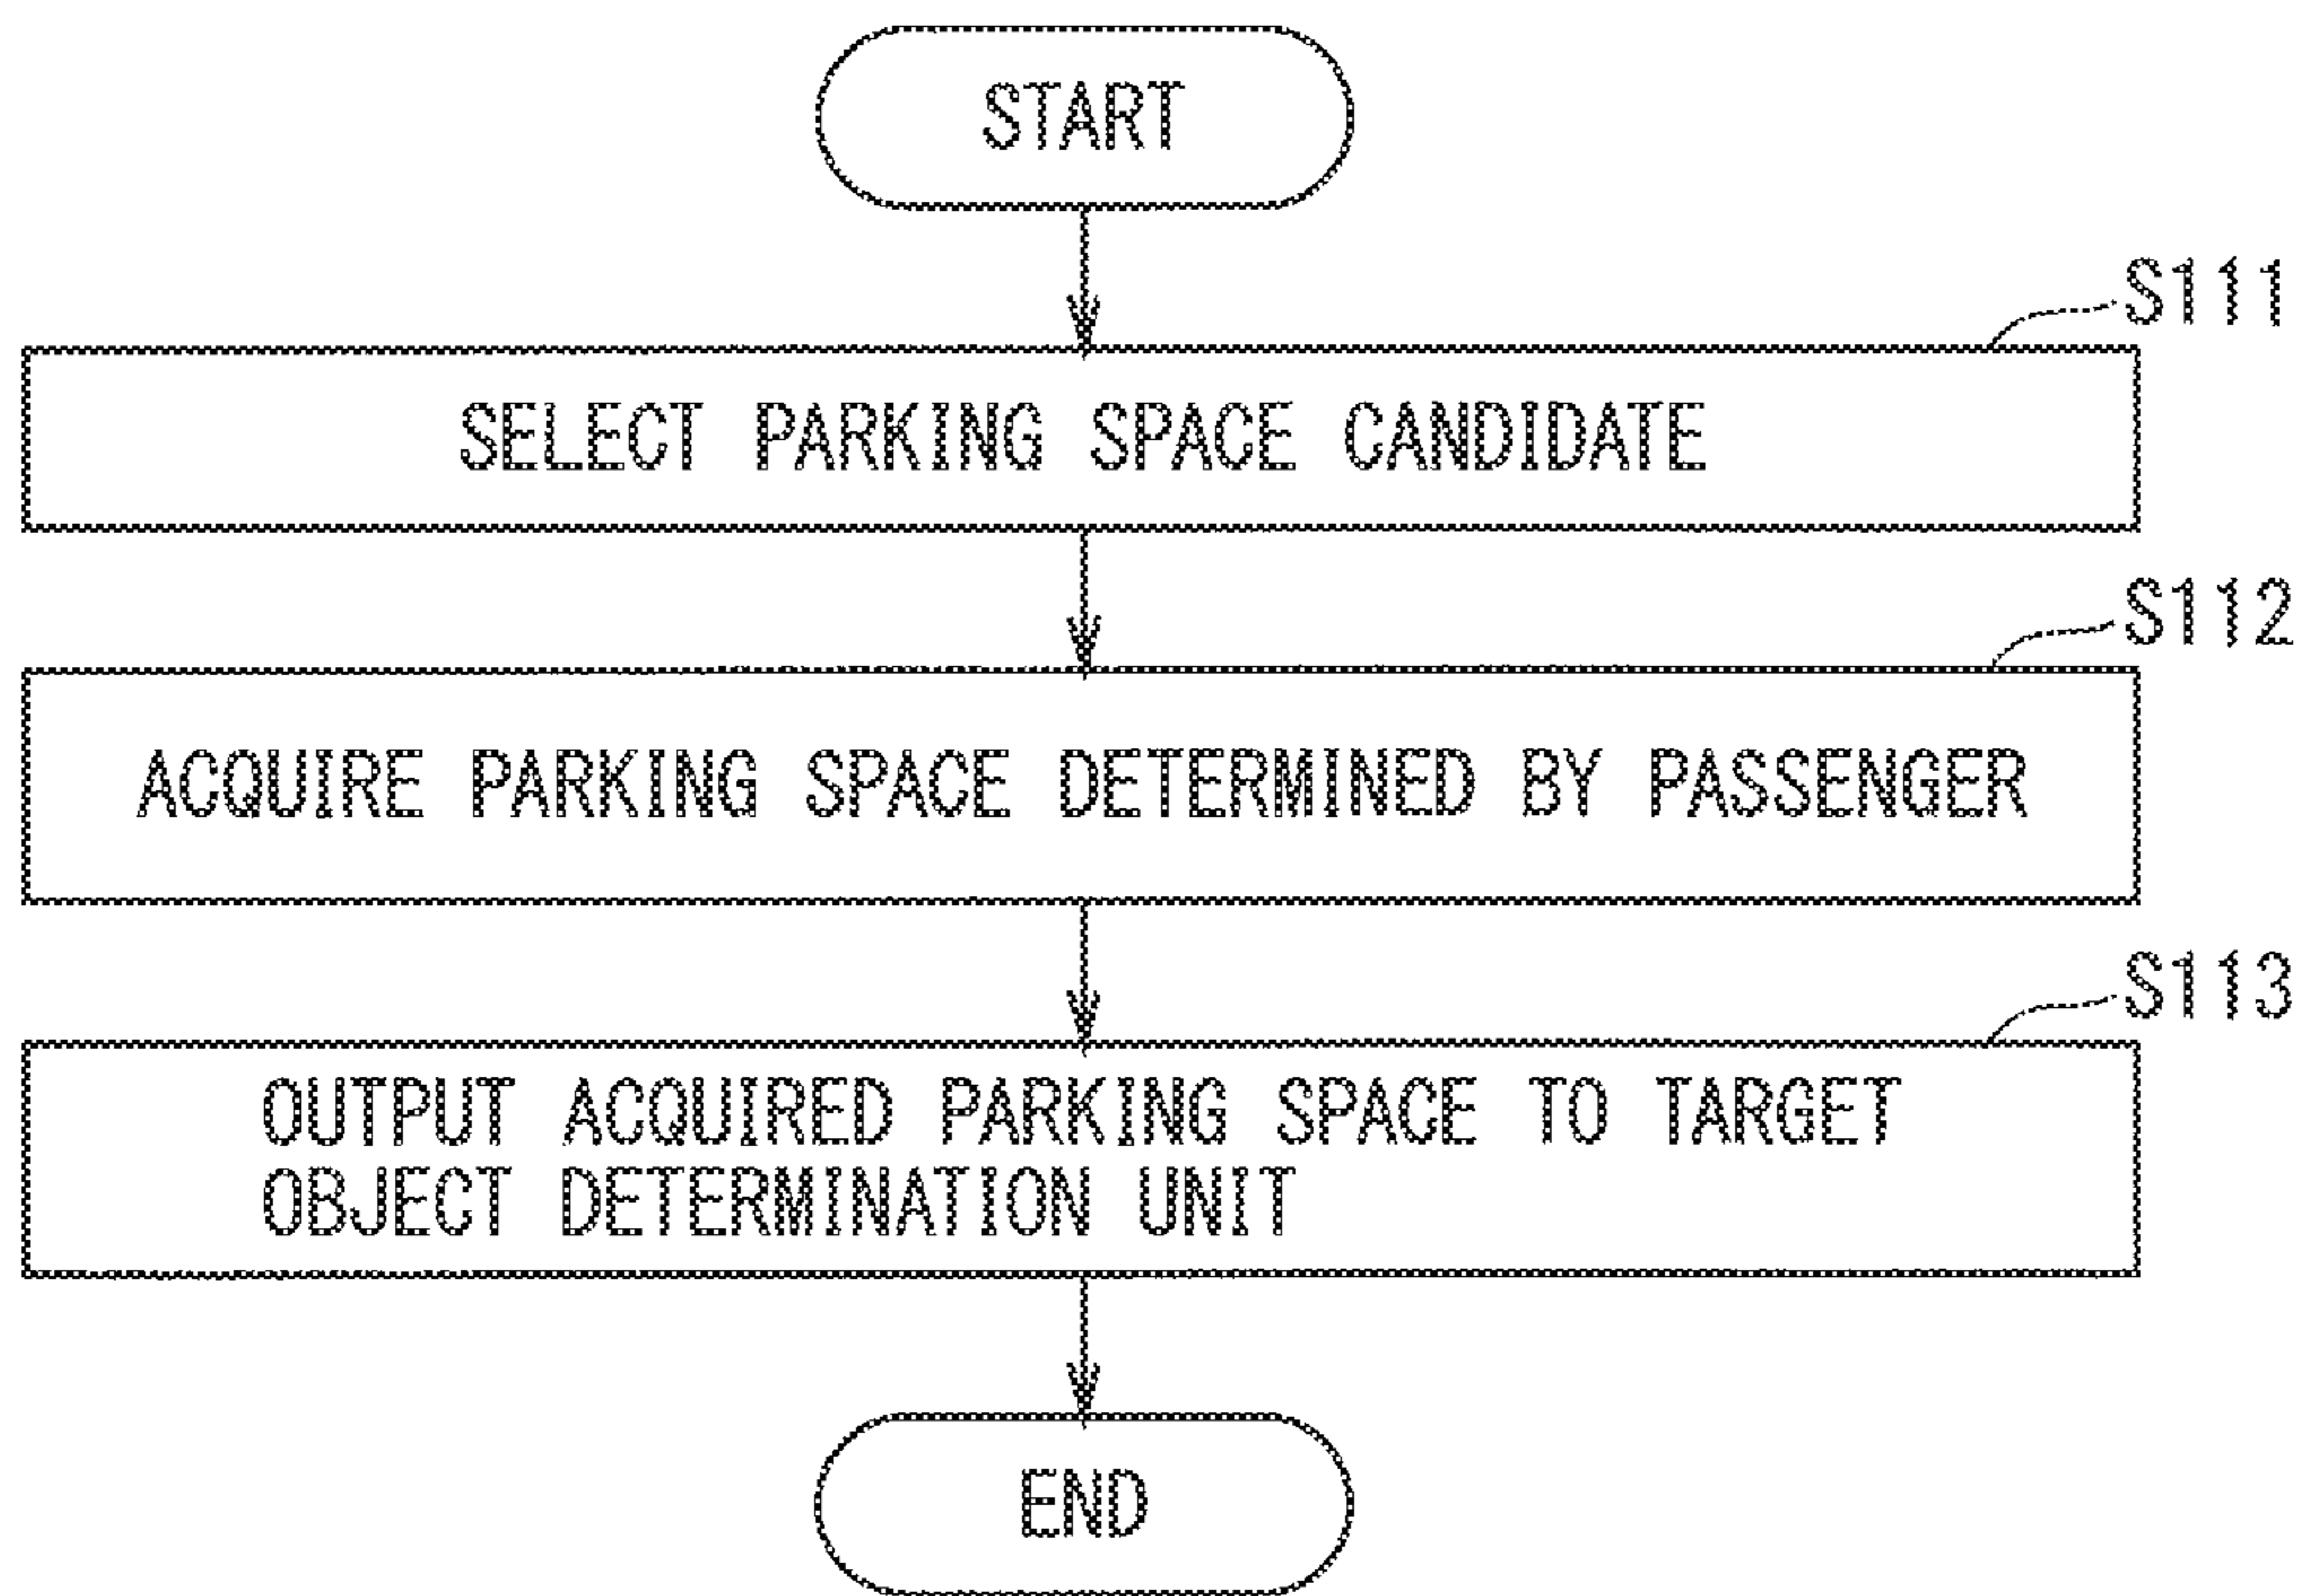 START
S111
SELECT PARKING SPACE CANDIDATE
S112
ACQUIRE PARKING SPACE DETERMINED BY PASSENGER
S113
OUTPUT ACQUIRED PARKING SPACE TO TARGET
OBJECT DETERMINATION UNIT
END